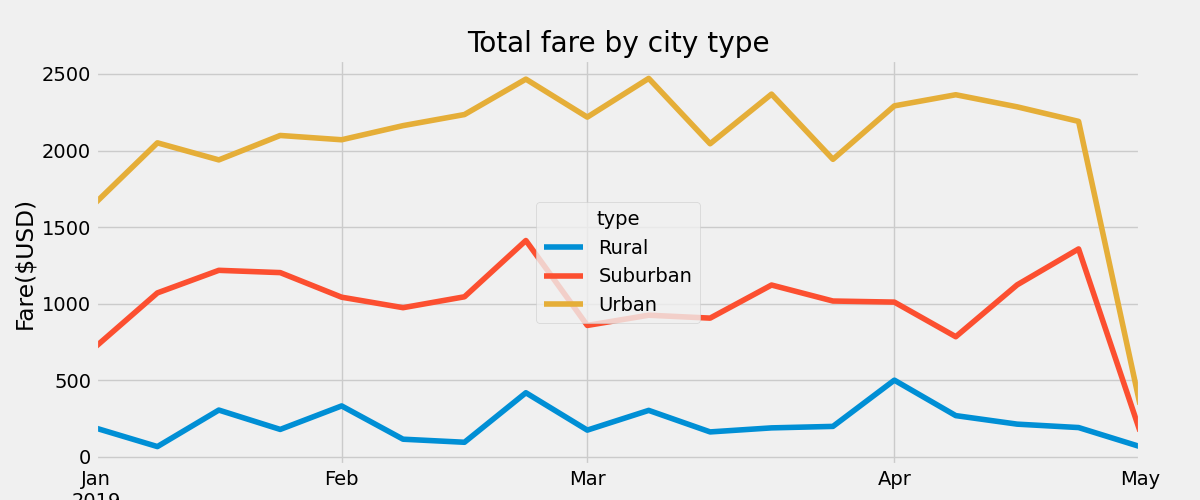 Total fare by city type
Fare($USD)
2500
2000
1500
1000
500
0
type
Rural
Suburban
Urban
Jan Feb Mar Apr May
2019